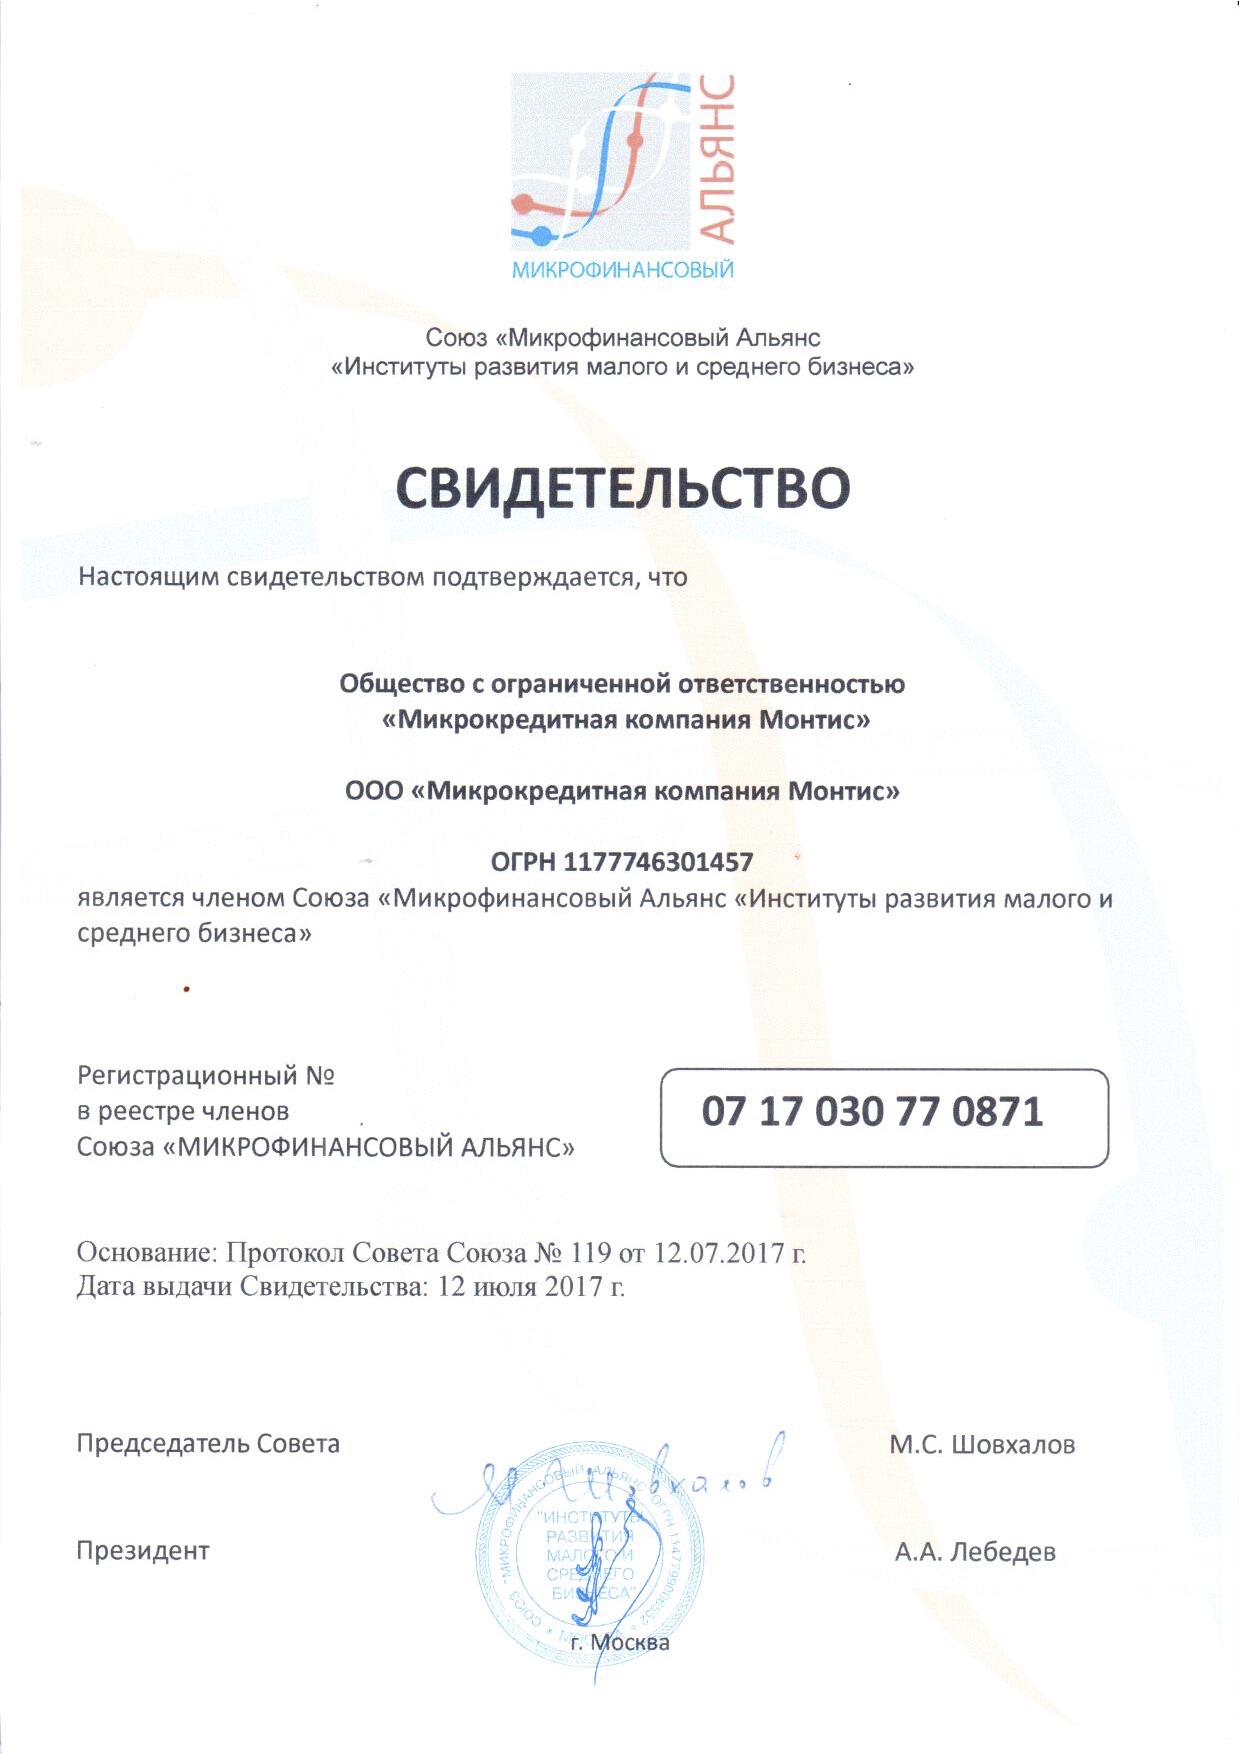 АЛЬЯНС
МИКРОФИНАНСОВЫЙ
Союз «Микрофинансовый Альянс
«Институты развития малого и среднего бизнеса»
СВИДЕТЕЛЬСТВО
Настоящим свидетельством подтверждается, что
Общество с ограниченной ответственностью
«Микрокредитная компания Монтис»
ООО «Микрокредитная компания Монтис»
ОГРН 1177746301457
является членом Союза «Микрофинансовый Альянс «Институты развития малого и
среднего бизнеса»
Регистрационный №
в реестре членов
Союза «МИКРОФИНАНСОВЫЙ АЛЬЯНС»
07 17 030 77 0871
Основание: Протокол Совета Союза № 119 от 12.07.2017 г.
Дата выдачи Свидетельства: 12 июля 2017 г.
Председатель Совета
М.С. Шовхалов
М Шовхалов
СОЮЗ "МИКРОФИНАНСОВЫЙ АЛЬЯНС
"ИНСТИТУТЫ
РАЗВИТИЯ
МАЛОГО И
СРЕДНЕГО
БИЗНЕСА"
Президент
А.А. Лебедев
г. Москва